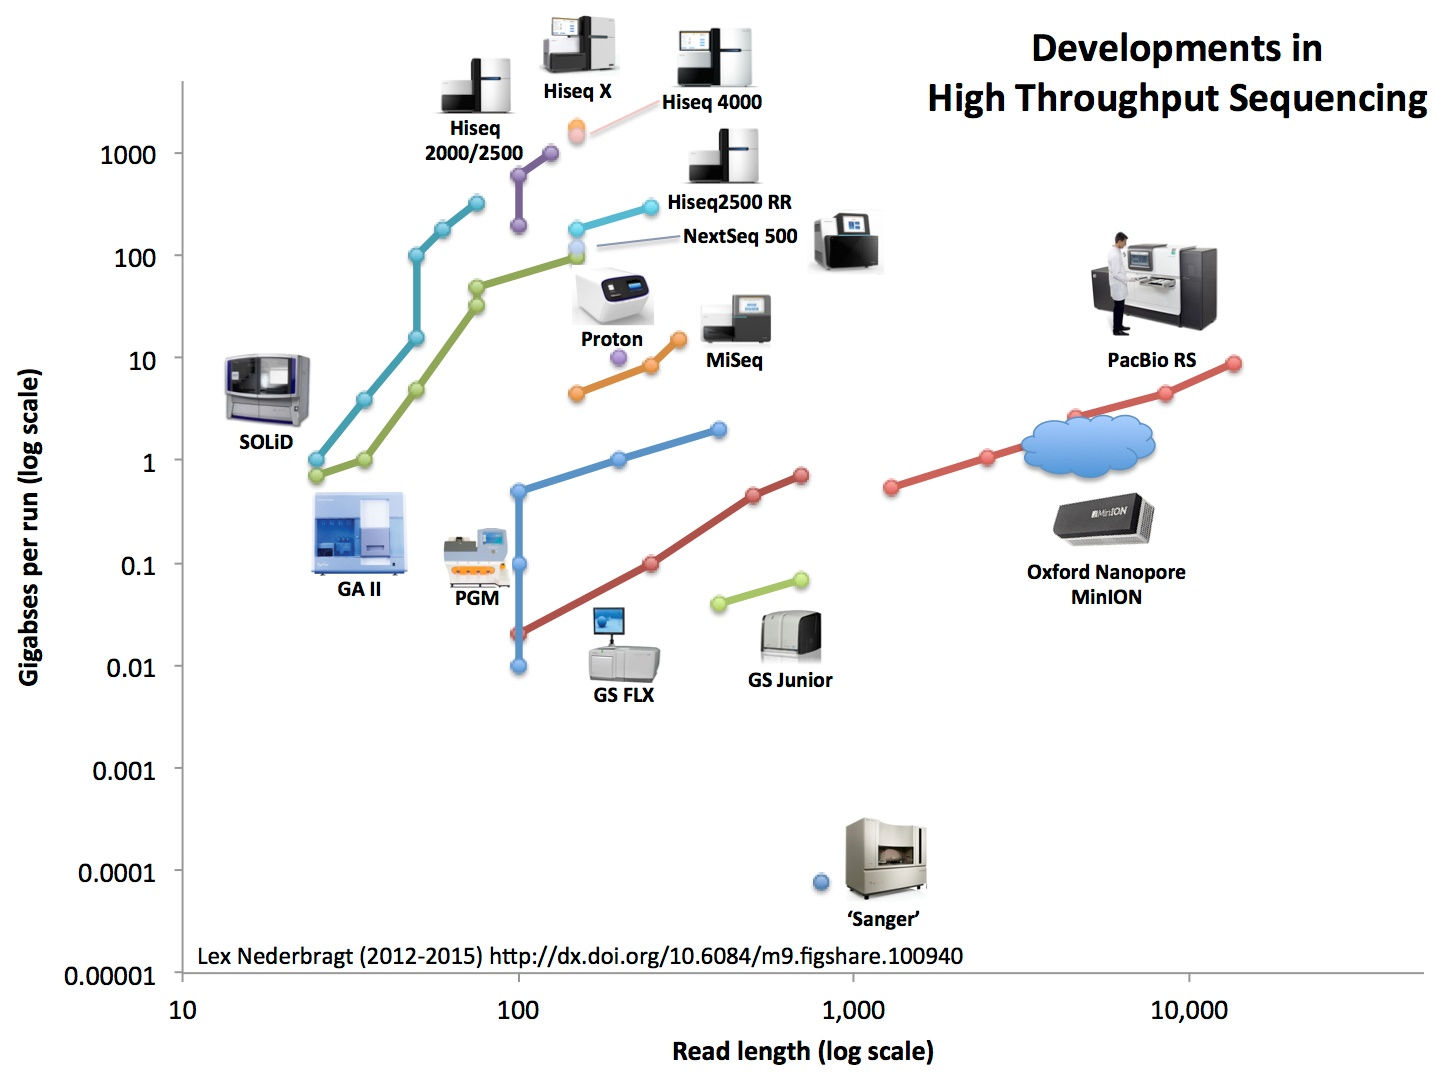 Developments in
High Throughput Sequencing
Hiseq X
Hiseq 4000
Hiseq
2000/2500
Hiseq2500 RR
NextSeq 500
Proton
MiSeq
PacBio RS
SOLiD
GA II
PGM
MinION
Oxford Nanopore
MinION
GS FLX
GS Junior
‘Sanger’
Lex Nederbragt (2012-2015) http://dx.doi.org/10.6084/m9.figshare.100940
Gigabses per run (log scale)
1000
100
10
1
0.1
0.01
0.001
0.0001
0.00001
10
100
1,000
10,000
Read length (log scale)